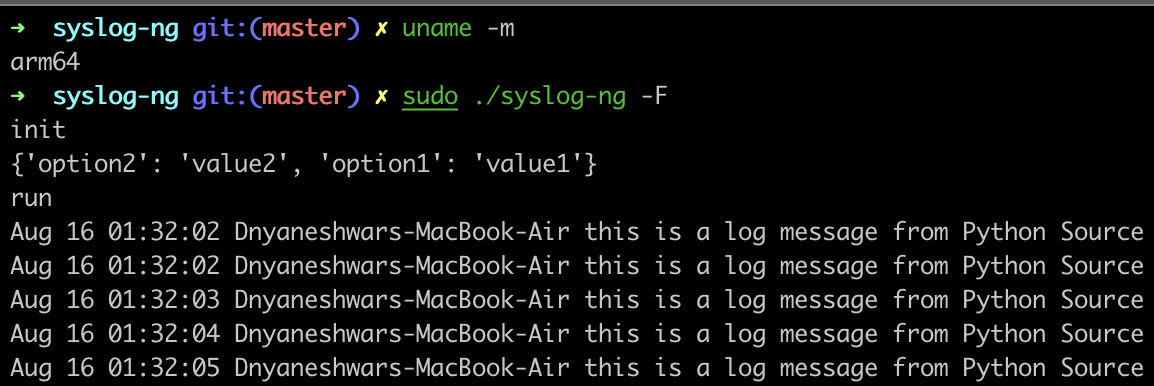 ➜  syslog-ng git:(master) ✗ uname -m
arm64
➜  syslog-ng git:(master) ✗ sudo ./syslog-ng -F
init
{'option2': 'value2', 'option1': 'value1'}
run
Aug 16 01:32:02 Dnyaneshwars-MacBook-Air this is a log message from Python Source
Aug 16 01:32:02 Dnyaneshwars-MacBook-Air this is a log message from Python Source
Aug 16 01:32:03 Dnyaneshwars-MacBook-Air this is a log message from Python Source
Aug 16 01:32:04 Dnyaneshwars-MacBook-Air this is a log message from Python Source
Aug 16 01:32:05 Dnyaneshwars-MacBook-Air this is a log message from Python Source